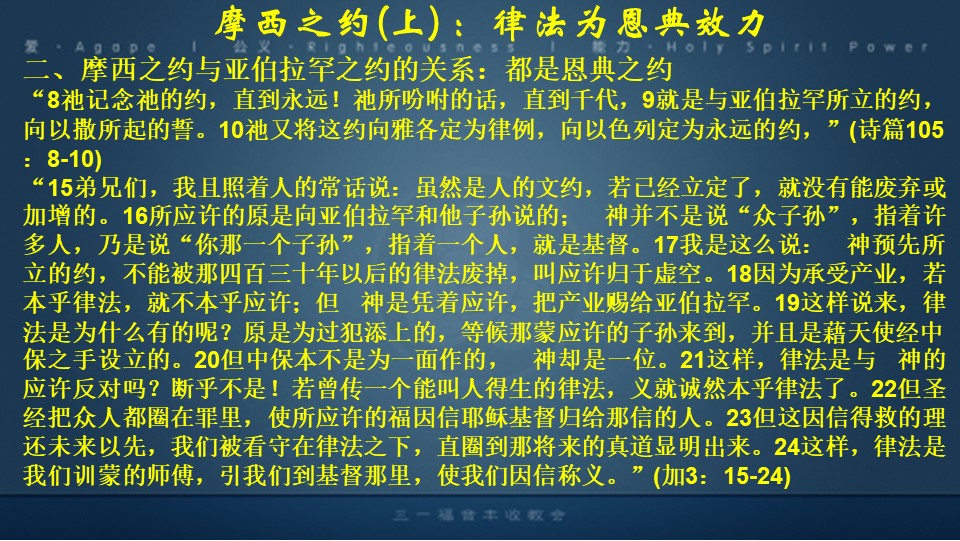 摩西之约(上)：律法为恩典效力
爱·Agape | 公义·Righteousness | 能力·Holy Spirit Power
二、摩西之约与亚伯拉罕之约的关系：都是恩典之约
“8祂记念祂的约，直到永远！祂所吩咐的话，直到千代，9就是与亚伯拉罕所立的约，
向以撒所起的誓。10祂又将这约向雅各定为律例，向以色列定为永远的约，”(诗篇105
：8-10)
“15弟兄们，我且照着人的常话说：虽然是人的文约，若已经立定了，就没有能废弃或
加增的。16所应许的原是向亚伯拉罕和他子孙说的；　神并不是说“众子孙”，指着许
多人，乃是说“你那一个子孙”，指着一个人，就是基督。17我是这么说：　神预先所
立的约，不能被那四百三十年以后的律法废掉，叫应许归于虚空。18因为承受产业，若
本乎律法，就不本乎应许；但　神是凭着应许，把产业赐给亚伯拉罕。19这样说来，律
法是为什么有的呢？原是为过犯添上的，等候那蒙应许的子孙来到，并且是藉天使经中
保之手设立的。20但中保本不是为一面作的，　神却是一位。21这样，律法是与　神的
应许反对吗？断乎不是！若曾传一个能叫人得生的律法，义就诚然本乎律法了。22但圣
经把众人都圈在罪里，使所应许的福因信耶稣基督归给那信的人。23但这因信得救的理
还未来以先，我们被看守在律法之下，直圈到那将来的真道显明出来。24这样，律法是
我们训蒙的师傅，引我们到基督那里，使我们因信称义。”(加3：15-24)
三一福音丰收教会